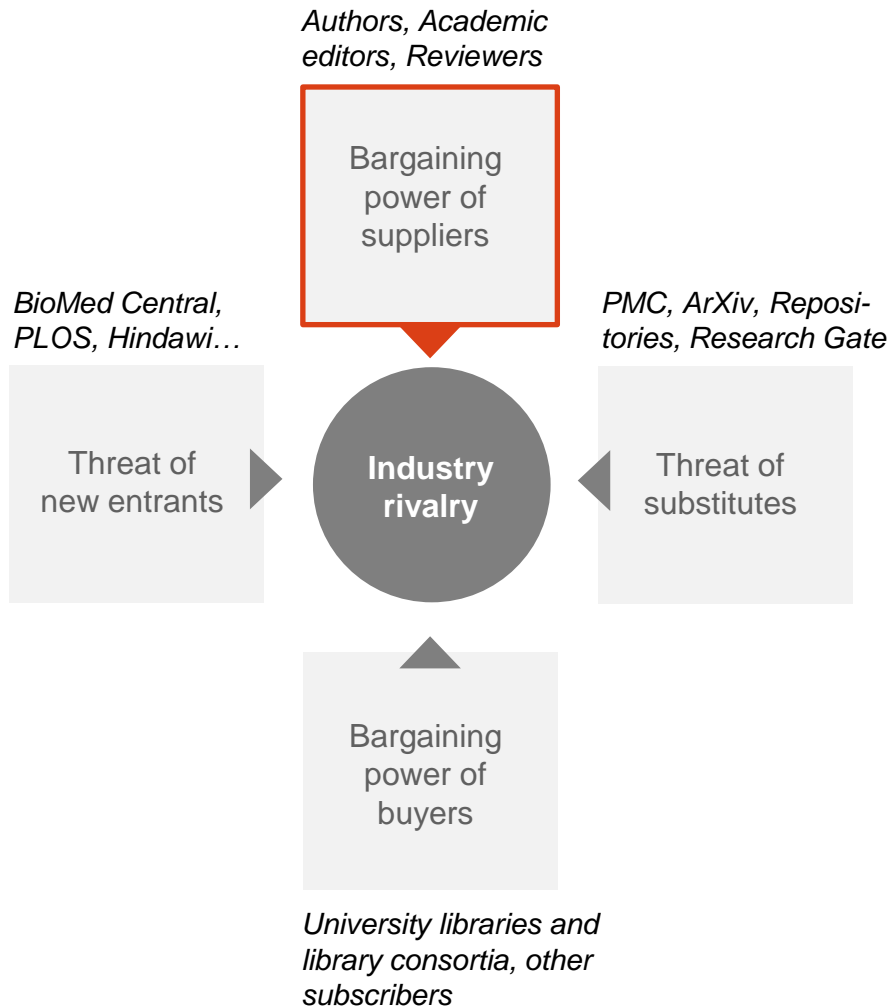 Authors, Academic
editors, Reviewers
Bargaining
power of
suppliers
BioMed Central,
PLOS, Hindawi…
PMC, ArXiv, Reposi-
tories, Research Gate
Threat of
new entrants
Industry
rivalry
Threat of
substitutes
Bargaining
power of
buyers
University libraries and
library consortia, other
subscribers